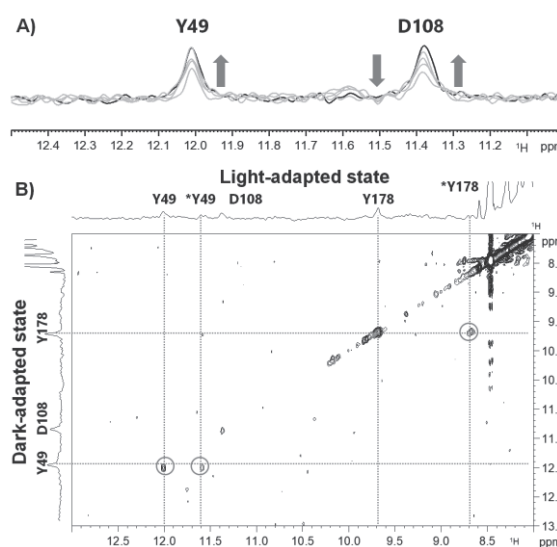 A)
Y49 D108
12.4 12.3 12.2 12.1 12.0 11.9 11.8 11.7 11.6 11.5 11.4 11.3 11.2 ¹H ppm
B)
Light-adapted state
Y49 *Y49 D108 Y178 *Y178
¹H
ppm
Dark-adapted state
Y178
D108
Y49
8.
9.
9.
10.
10.
11.
11.
12.
12.
13.
12.5 12.0 11.5 11.0 10.5 10.0 9.5 9.0 8.5 ¹H ppm